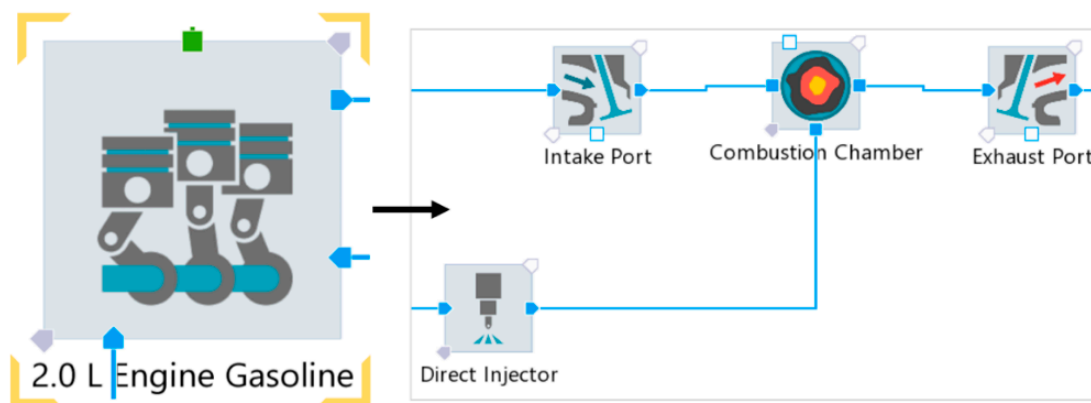 2.0 L Engine Gasoline
Intake Port
Combustion Chamber
Exhaust Port
Direct Injector